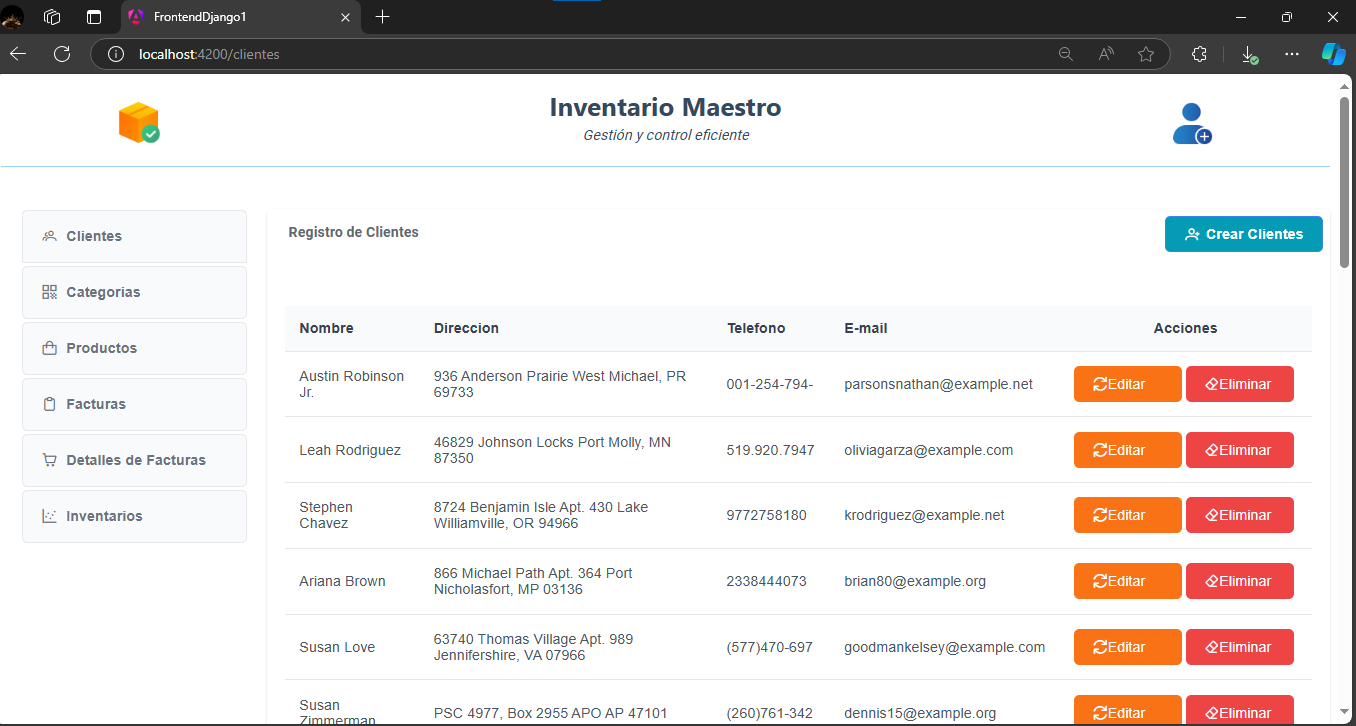 FrontendDjango1
localhost:4200/clientes
Inventario Maestro
Gestión y control eficiente
Clientes
Categorias
Productos
Facturas
Detalles de Facturas
Inventarios
Registro de Clientes
Crear Clientes
Nombre Direccion Telefono E-mail Acciones
Austin Robinson
Jr.
936 Anderson Prairie West Michael, PR
69733
001-254-794-
parsonsnathan@example.net
Editar
Eliminar
Leah Rodriguez
46829 Johnson Locks Port Molly, MN
87350
519.920.7947
oliviagarza@example.com
Editar
Eliminar
Stephen
Chavez
8724 Benjamin Isle Apt. 430 Lake
Williamville, OR 94966
9772758180
krodriguez@example.net
Editar
Eliminar
Ariana Brown
866 Michael Path Apt. 364 Port
Nicholasfort, MP 03136
2338444073
brian80@example.org
Editar
Eliminar
Susan Love
63740 Thomas Village Apt. 989
Jennifershire, VA 07966
(577)470-697
goodmankelsey@example.com
Editar
Eliminar
Susan
Zimmerman
PSC 4977, Box 2955 APO AP 47101
(260)761-342
dennis15@example.org
Editar
Eliminar